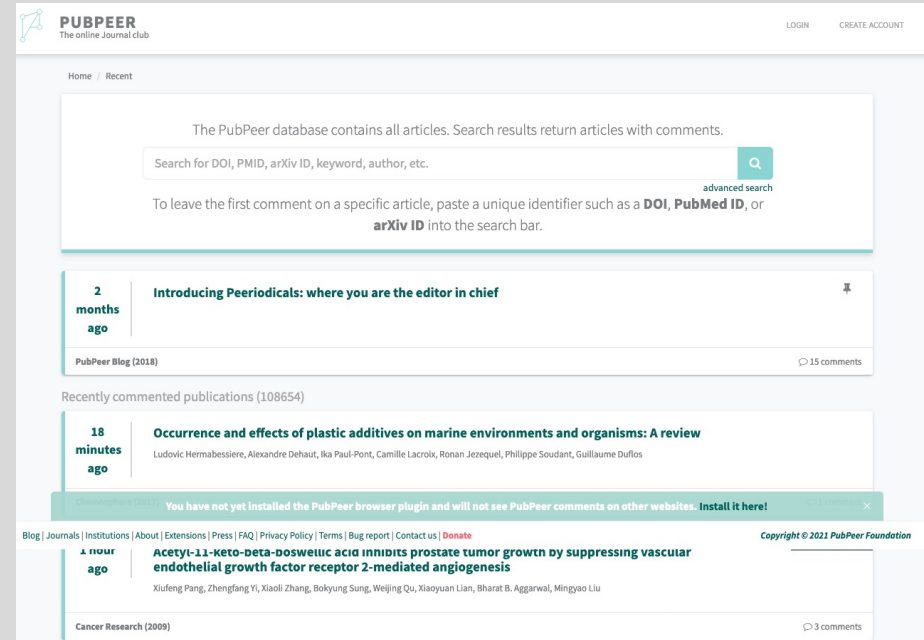 PUBPEER
The online Journal club
LOGIN
CREATE ACCOUNT
Home / Recent
The PubPeer database contains all articles. Search results return articles with comments.
Search for DOI, PMID, arXiv ID, keyword, author, etc.
advanced search
To leave the first comment on a specific article, paste a unique identifier such as a DOI, PubMed ID, or
arXiv ID into the search bar.
2
months
ago
Introducing Peeriodicals: where you are the editor in chief
PubPeer Blog (2018)
15 comments
Recently commented publications (108654)
18
minutes
ago
Occurrence and effects of plastic additives on marine environments and organisms: A review
Ludovic Hermabessiere, Alexandre Dehaut, Ika Paul-Pont, Camille Lacroix, Ronan Jezequel, Philippe Soudant, Guillaume Duflos
You have not yet installed the PubPeer browser plugin and will not see PubPeer comments on other websites. Install it here!
Blog | Journals | Institutions | About | Extensions | Press | FAQ | Privacy Policy | Terms | Bug report | Contact us | Donate
Copyright © 2021 PubPeer Foundation
1 hour
ago
Acetyl-11-keto-beta-boswellic acid inhibits prostate tumor growth by suppressing vascular
endothelial growth factor receptor 2-mediated angiogenesis
Xiufeng Pang, Zhengfang Yi, Xiaoli Zhang, Bokyung Sung, Weijing Qu, Xiaoyuan Lian, Bharat B. Aggarwal, Mingyao Liu
Cancer Research (2009)
3 comments